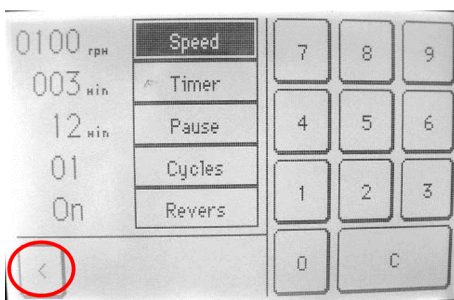 0100 rpm Speed 7 8 9
003 min Timer
12 min Pause 4 5 6
01 Cycles
On Revers 1 2 3
< 0 C